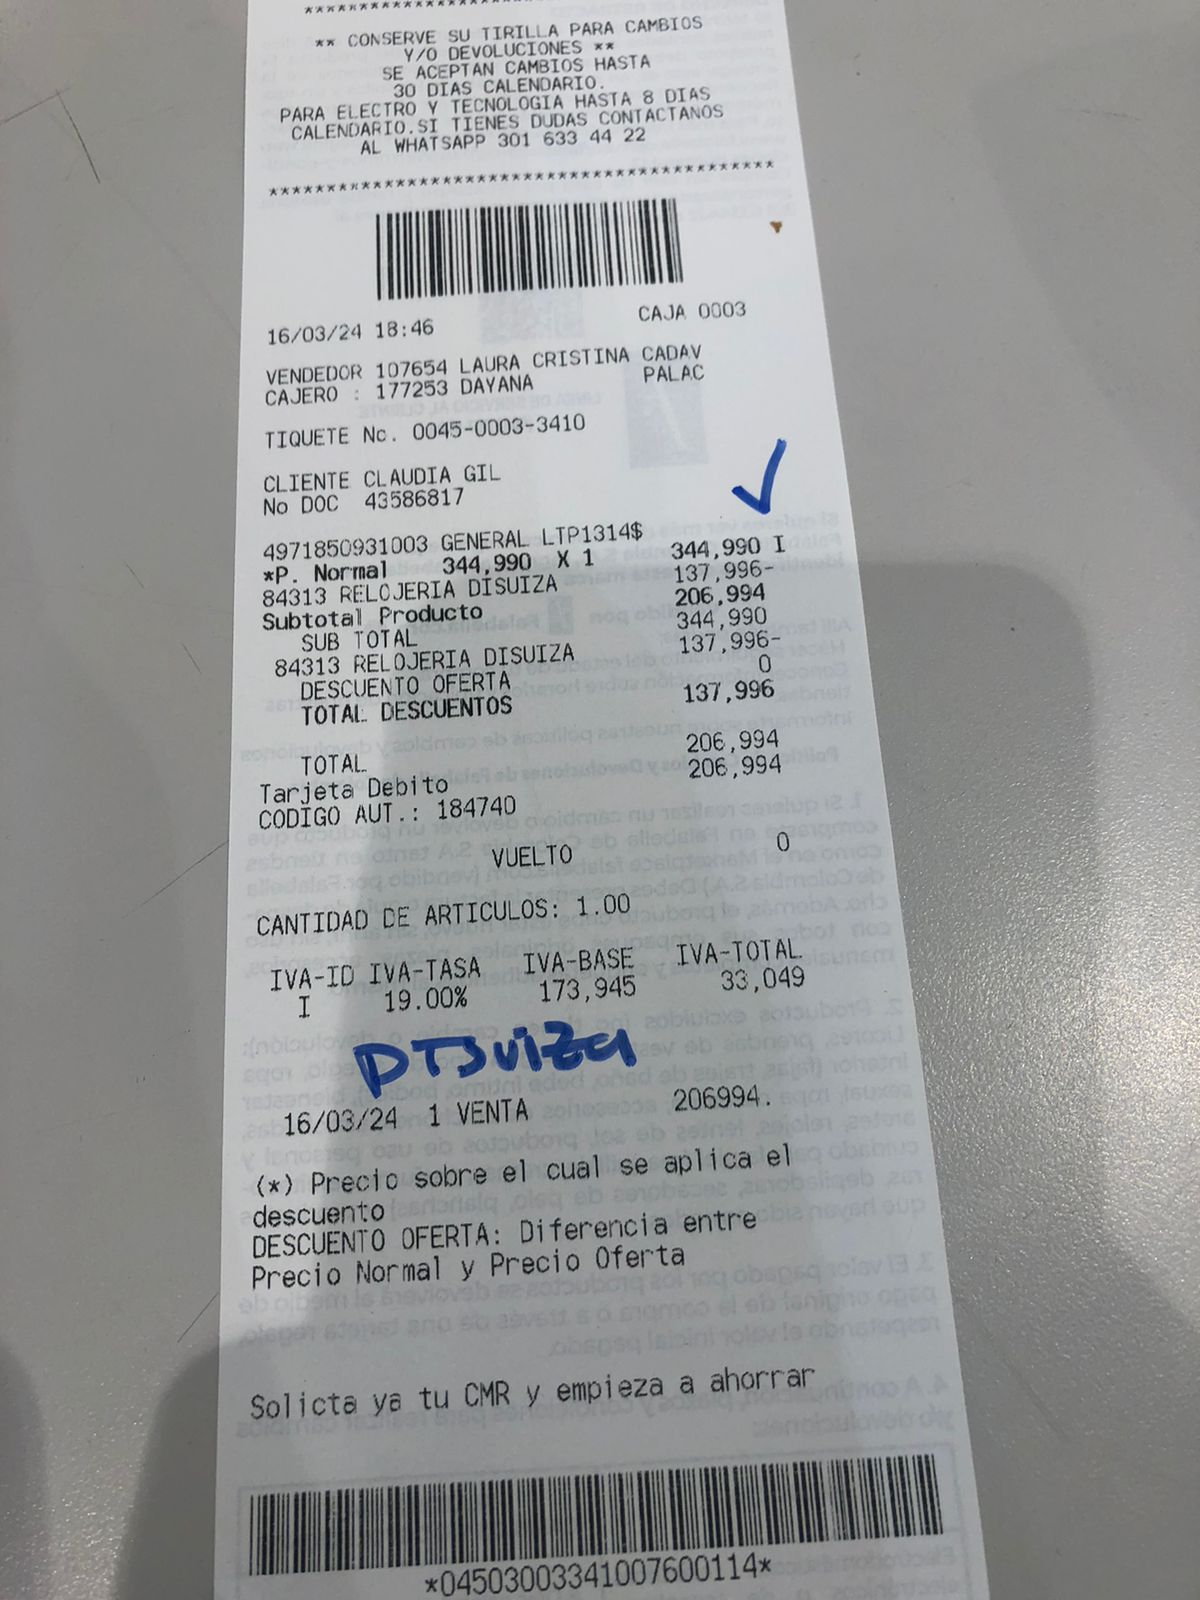 ** CONSERVE SU TIRILLA PARA CAMBIOS
Y/O DEVOLUCIONES **
SE ACEPTAN CAMBIOS HASTA
30 DIAS CALENDARIO.
PARA ELECTRO Y TECNOLOGIA HASTA 8 DIAS
CALENDARIO.SI TIENES DUDAS CONTACTANOS
AL WHATSAPP 301 633 44 22
16/03/24 18:46 CAJA 0003
VENDEDOR 107654 LAURA CRISTINA CADAV
CAJERO : 177253 DAYANA PALAC
TIQUETE No. 0045-0003-3410
CLIENTE CLAUDIA GIL
No DOC 43586817
4971850931003 GENERAL LTP1314$ 344,990 I
*P. Normal 344,990 X 1
84313 RELOJERIA DISUIZA 137,996-
Subtotal Producto 206,994
SUB TOTAL 344,990
84313 RELOJERIA DISUIZA 137,996-
DESCUENTO OFERTA 0
TOTAL DESCUENTOS 137,996
TOTAL 206,994
Tarjeta Debito 206,994
CODIGO AUT.: 184740
VUELTO 0
CANTIDAD DE ARTICULOS: 1.00
IVA-ID IVA-TASA IVA-BASE IVA-TOTAL
I 19.00% 173,945 33,049
DISuiza
16/03/24 1 VENTA 206994.
(*) Precio sobre el cual se aplica el
descuento
DESCUENTO OFERTA: Diferencia entre
Precio Normal y Precio Oferta
Solicta ya tu CMR y empieza a ahorrar
*04503003341007600114*